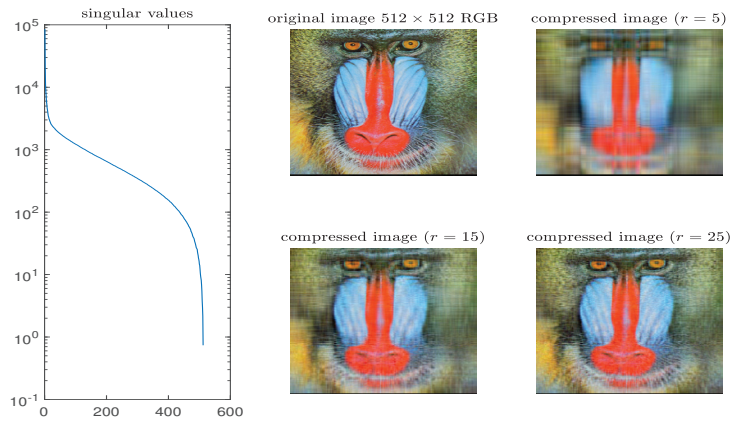 singular values
10^5
10^4
10^3
10^2
10^1
10^0
10^-1
0 200 400 600
original image 512 × 512 RGB
compressed image (r = 5)
compressed image (r = 15)
compressed image (r = 25)